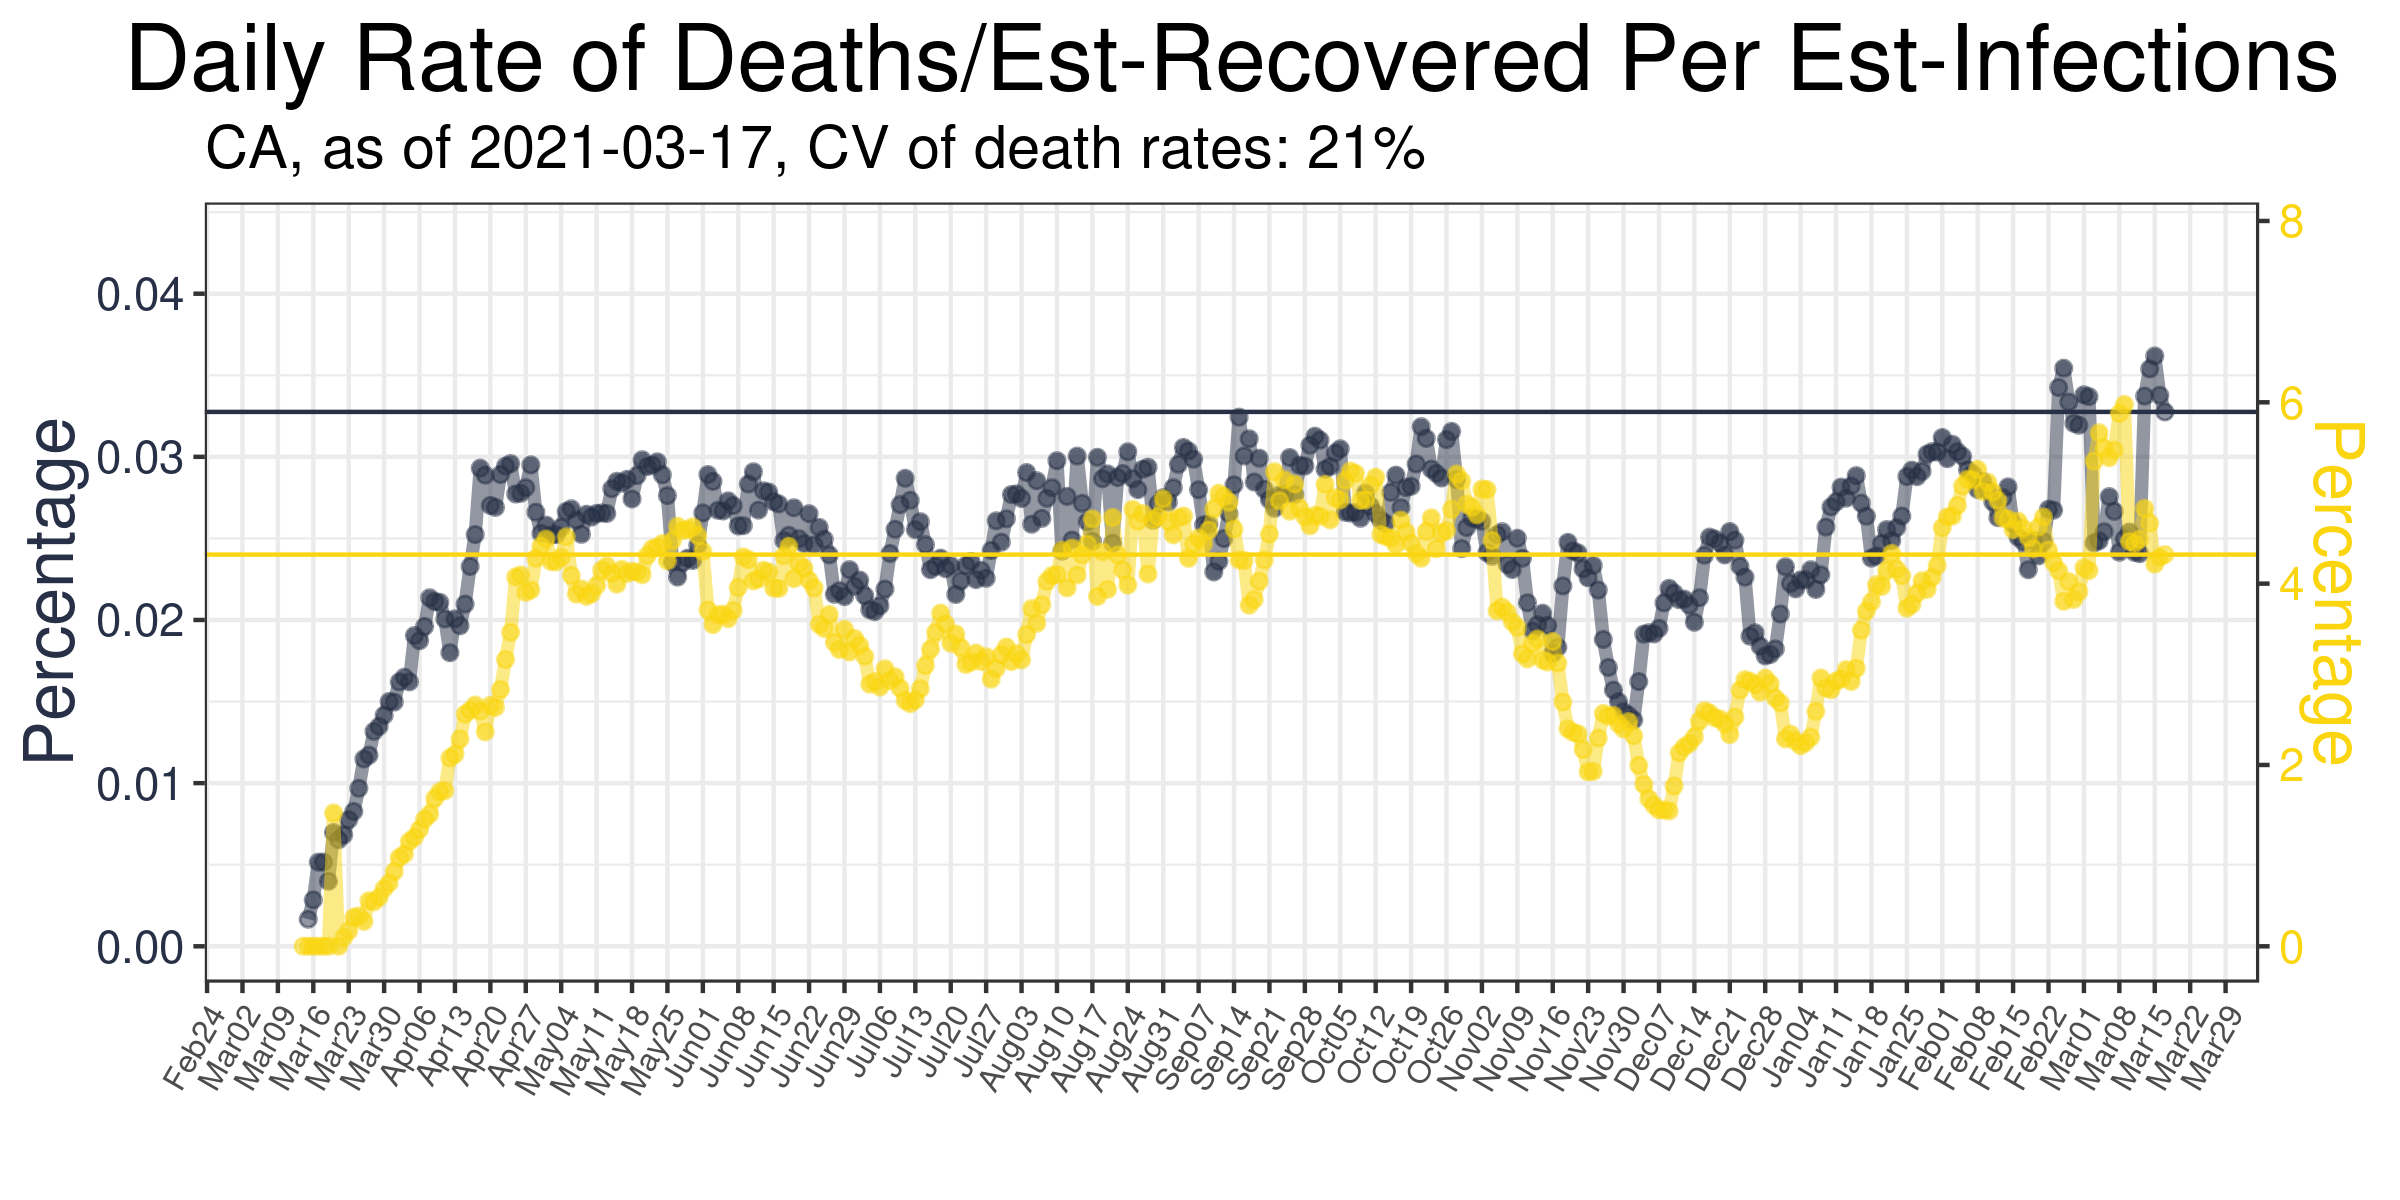 Daily Rate of Deaths/Est-Recovered Per Est-Infections
CA, as of 2021-03-17, CV of death rates: 21%
Percentage
0.04
0.03
0.02
0.01
0.00
8
6
4
2
0
Percentage
Feb24
Mar02
Mar09
Mar16
Mar23
Mar30
Apr06
Apr13
Apr20
Apr27
May04
May11
May18
May25
Jun01
Jun08
Jun15
Jun22
Jun29
Jul06
Jul13
Jul20
Jul27
Aug03
Aug10
Aug17
Aug24
Aug31
Sep07
Sep14
Sep21
Sep28
Oct05
Oct12
Oct19
Oct26
Nov02
Nov09
Nov16
Nov23
Nov30
Dec07
Dec14
Dec21
Dec28
Jan04
Jan11
Jan18
Jan25
Feb01
Feb08
Feb15
Feb22
Mar01
Mar08
Mar15
Mar22
Mar29